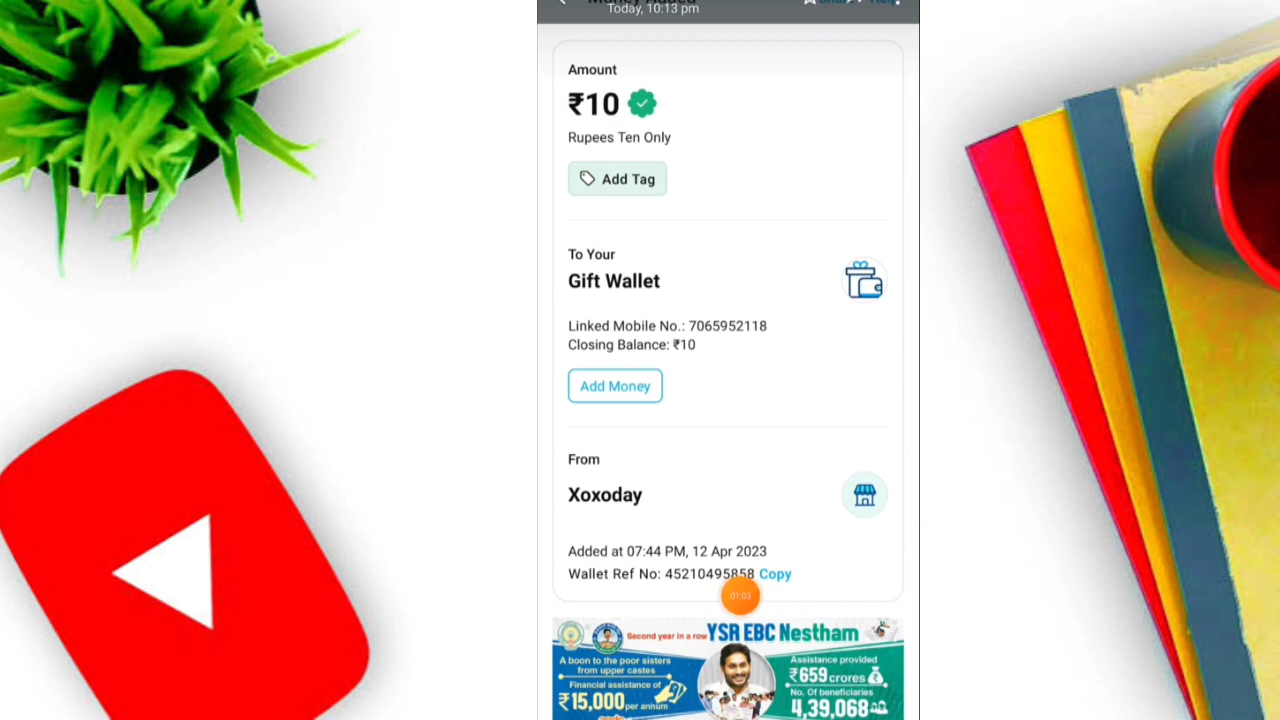 Today, 10:13 pm
Amount
₹10
Rupees Ten Only
Add Tag
To Your
Gift Wallet
Linked Mobile No.: 7065952118
Closing Balance: ₹10
Add Money
From
Xoxoday
Added at 07:44 PM, 12 Apr 2023
Wallet Ref No: 45210495858 Copy
01:03
Second year in a row YSR EBC Nestham
A boon to the poor sisters
from upper castes
Financial assistance of
₹15,000 per annum
Assistance provided
₹659 crores
No. Of beneficiaries
4,39,068